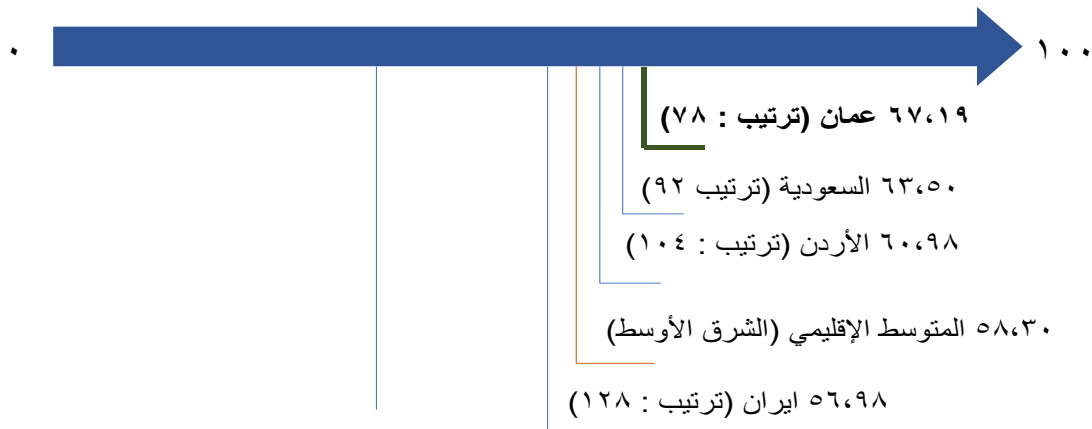 ٠
١٠٠
٦٧،١٩ عمان (ترتيب : ٧٨)
٦٣،٥٠ السعودية (ترتيب ٩٢)
٦٠،٩٨ الأردن (ترتيب : ١٠٤)
٥٨،٣٠ المتوسط الإقليمي (الشرق الأوسط)
٥٦،٩٨ ايران (ترتيب : ١٢٨)